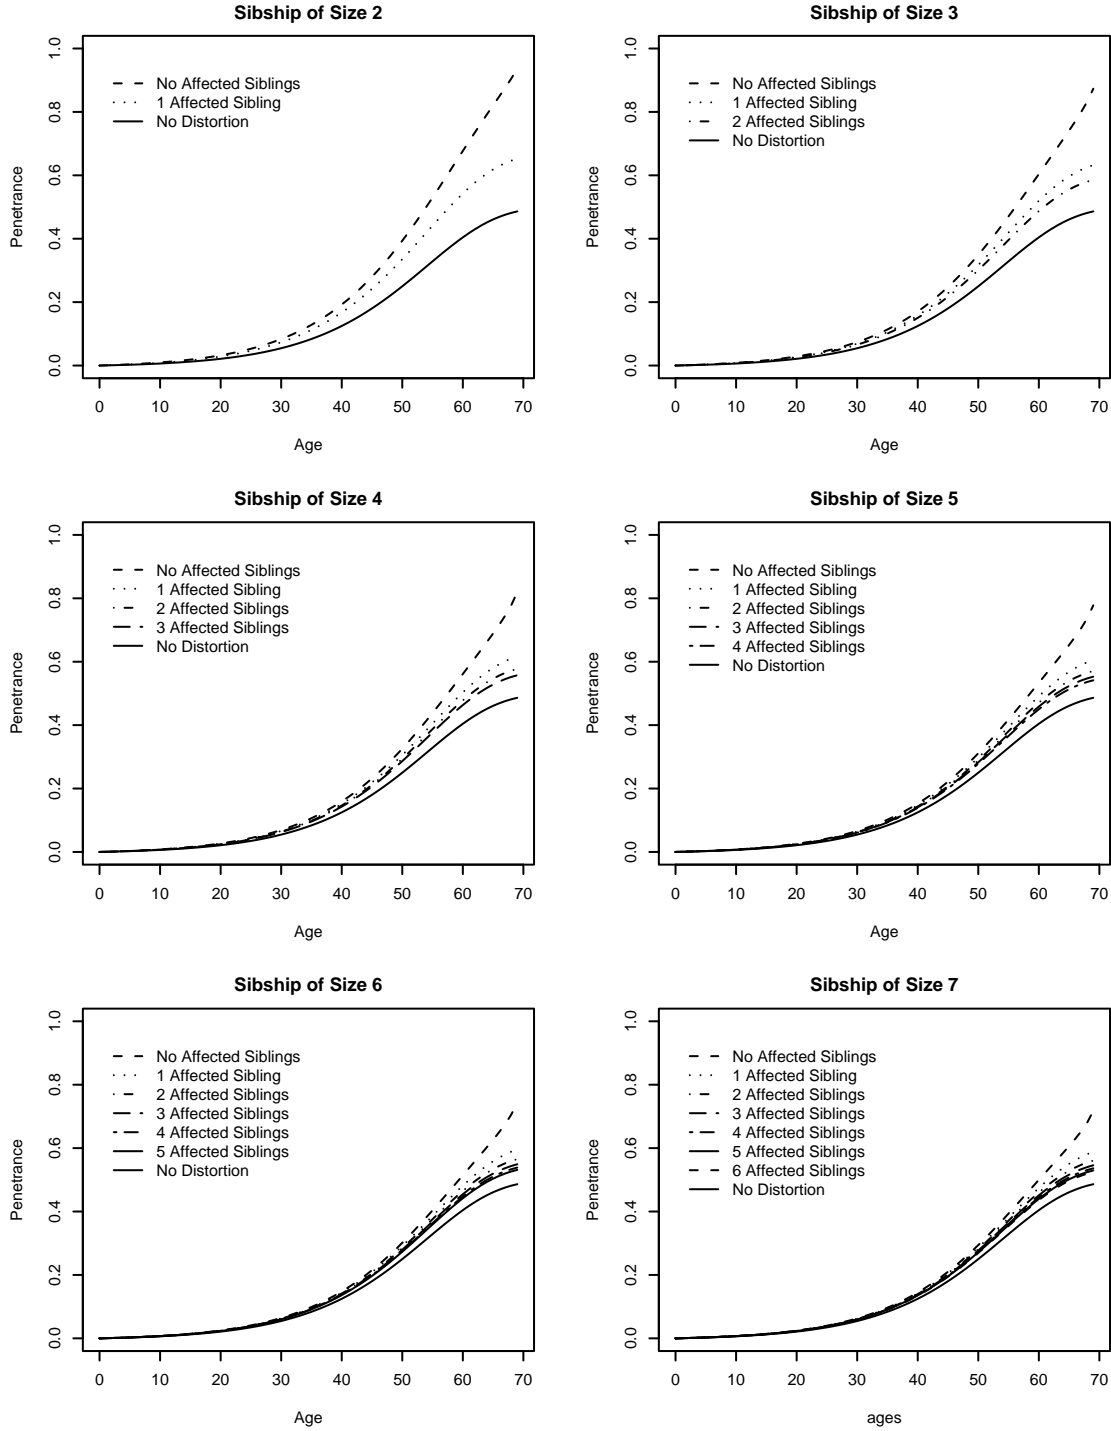 Sibship of Size 2
Penetrance
0.0 0.2 0.4 0.6 0.8 1.0
No Affected Siblings
1 Affected Sibling
No Distortion
0 10 20 30 40 50 60 70
Age
Sibship of Size 3
Penetrance
0.0 0.2 0.4 0.6 0.8 1.0
No Affected Siblings
1 Affected Sibling
2 Affected Siblings
No Distortion
0 10 20 30 40 50 60 70
Age
Sibship of Size 4
Penetrance
0.0 0.2 0.4 0.6 0.8 1.0
No Affected Siblings
1 Affected Sibling
2 Affected Siblings
3 Affected Siblings
No Distortion
0 10 20 30 40 50 60 70
Age
Sibship of Size 5
Penetrance
0.0 0.2 0.4 0.6 0.8 1.0
No Affected Siblings
1 Affected Sibling
2 Affected Siblings
3 Affected Siblings
4 Affected Siblings
No Distortion
0 10 20 30 40 50 60 70
Age
Sibship of Size 6
Penetrance
0.0 0.2 0.4 0.6 0.8 1.0
No Affected Siblings
1 Affected Sibling
2 Affected Siblings
3 Affected Siblings
4 Affected Siblings
5 Affected Siblings
No Distortion
0 10 20 30 40 50 60 70
Age
Sibship of Size 7
Penetrance
0.0 0.2 0.4 0.6 0.8 1.0
No Affected Siblings
1 Affected Sibling
2 Affected Siblings
3 Affected Siblings
4 Affected Siblings
5 Affected Siblings
6 Affected Siblings
No Distortion
0 10 20 30 40 50 60 70
ages